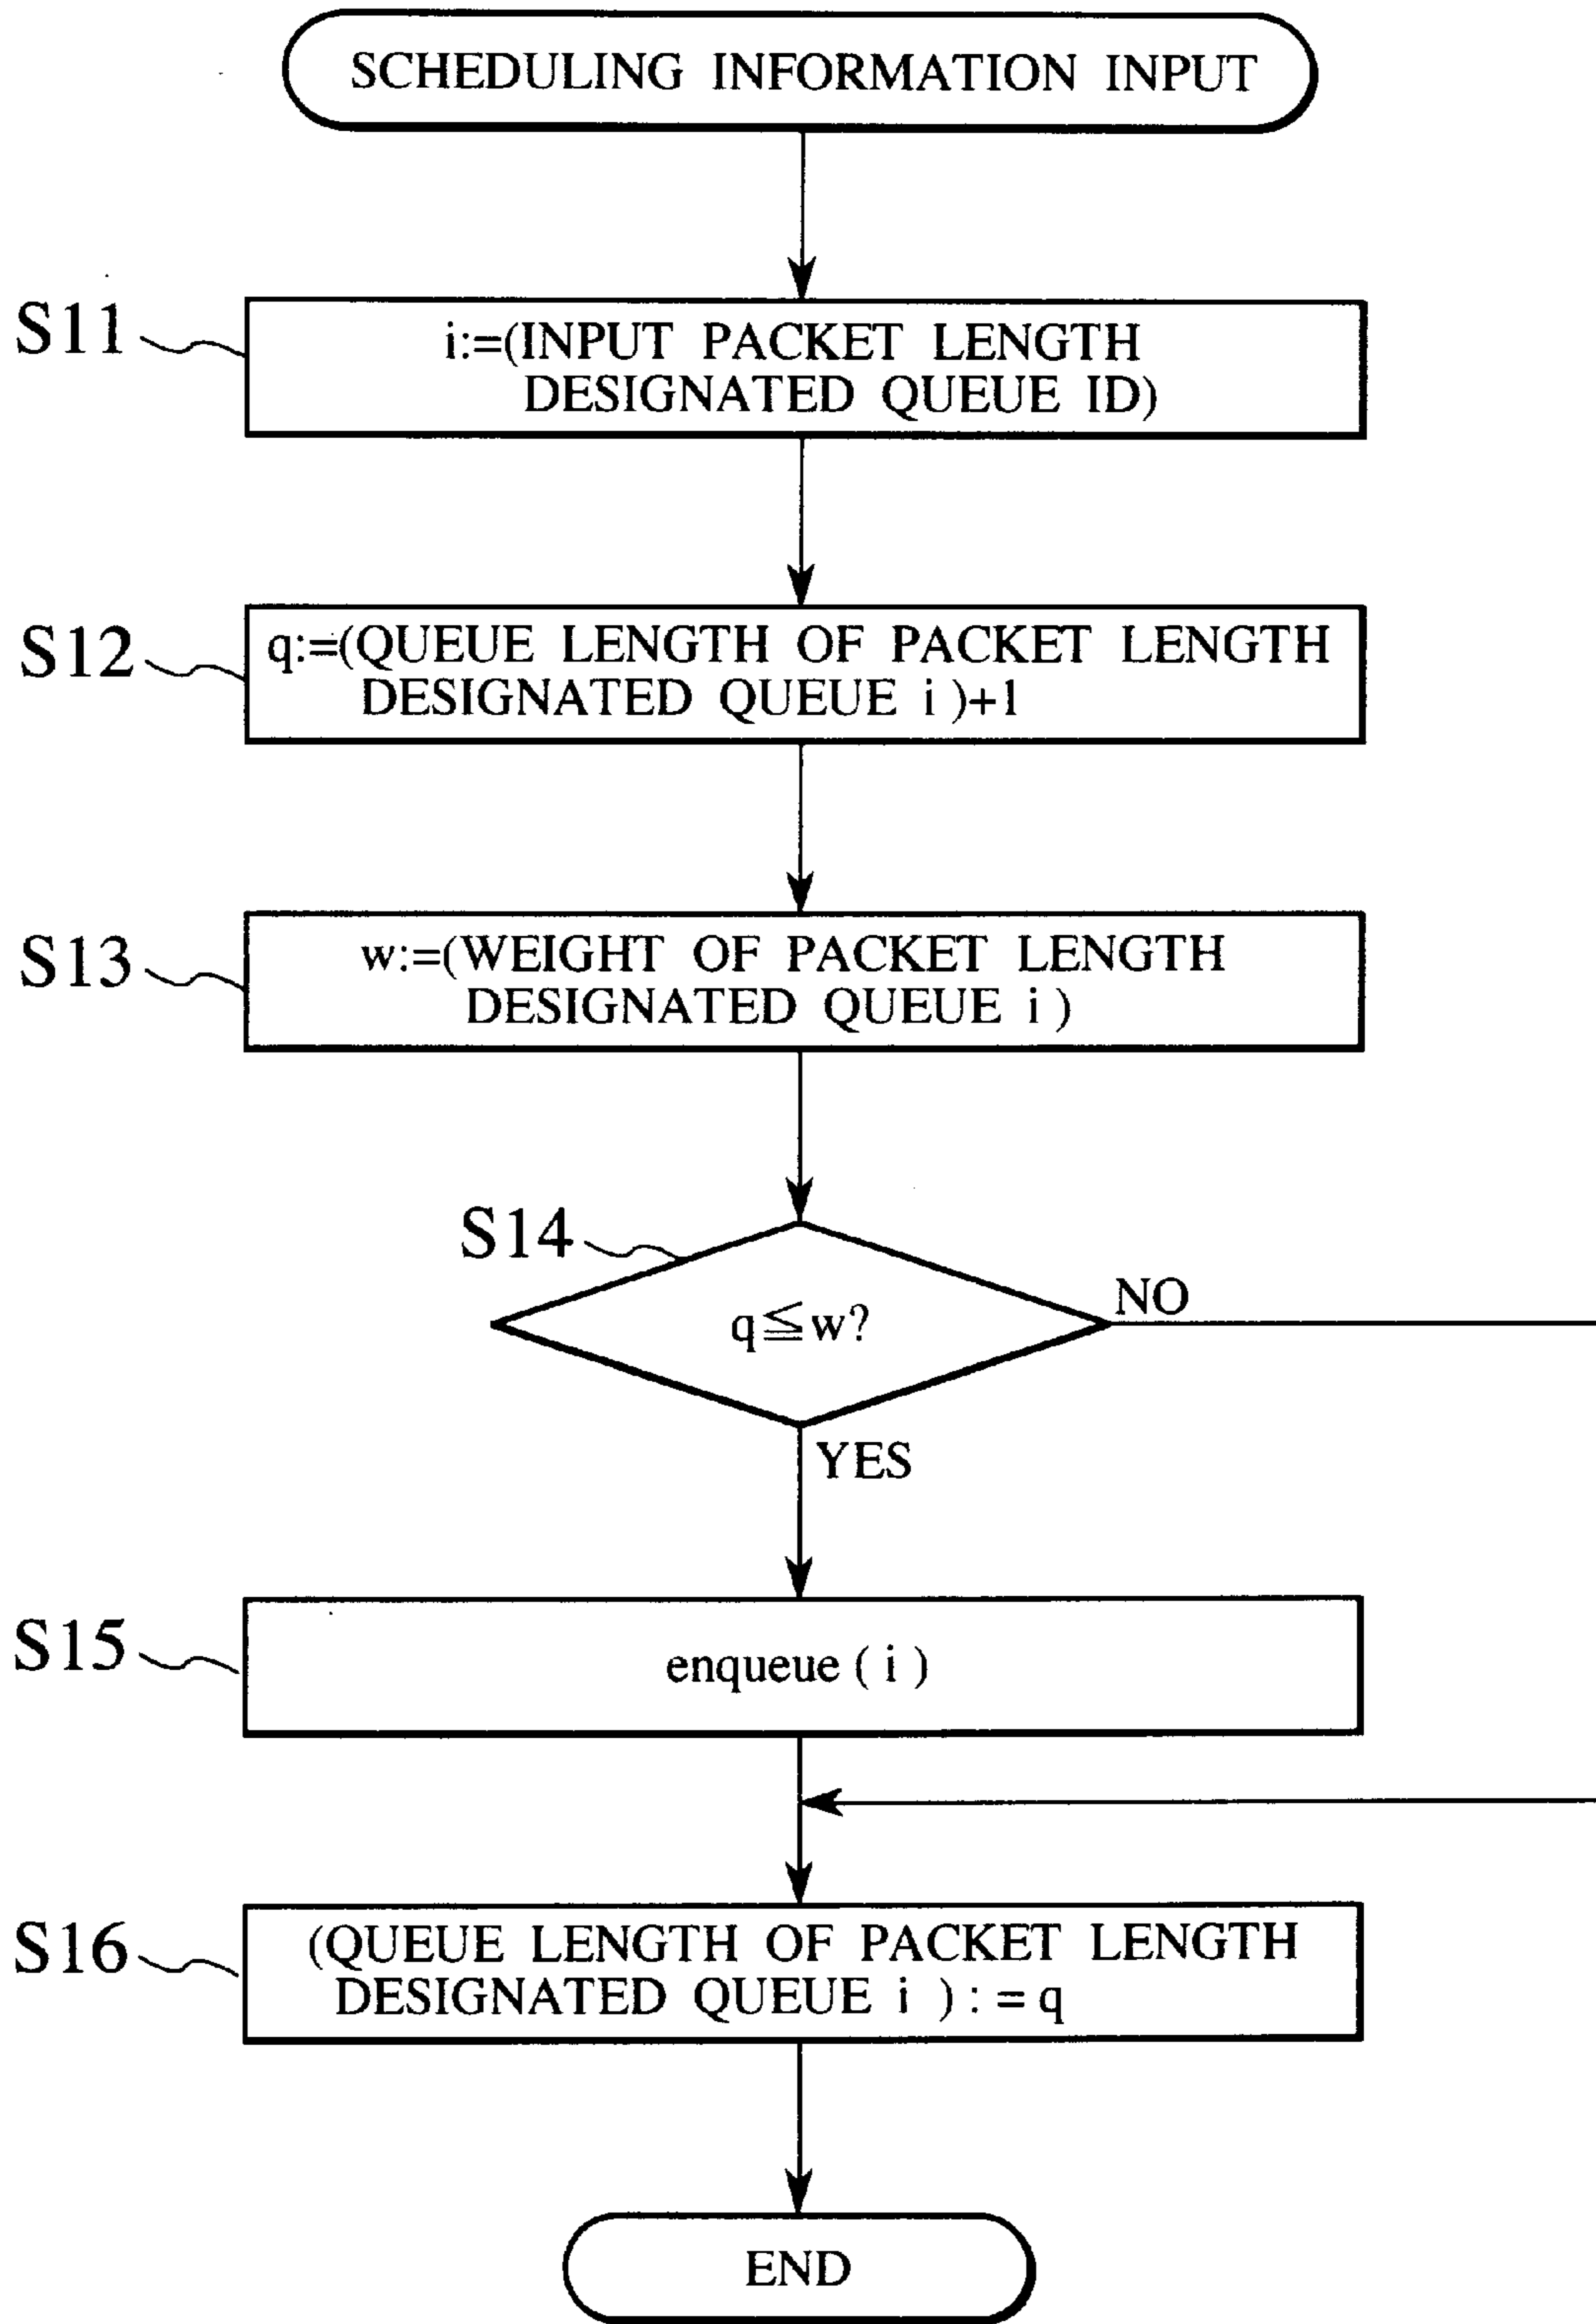 SCHEDULING INFORMATION INPUT
S11
i:=(INPUT PACKET LENGTH
DESIGNATED QUEUE ID)
S12
q:=(QUEUE LENGTH OF PACKET LENGTH
DESIGNATED QUEUE i )+1
S13
w:=(WEIGHT OF PACKET LENGTH
DESIGNATED QUEUE i )
S14
q≦w?
NO
YES
S15
enqueue ( i )
S16
(QUEUE LENGTH OF PACKET LENGTH
DESIGNATED QUEUE i ) : = q
END